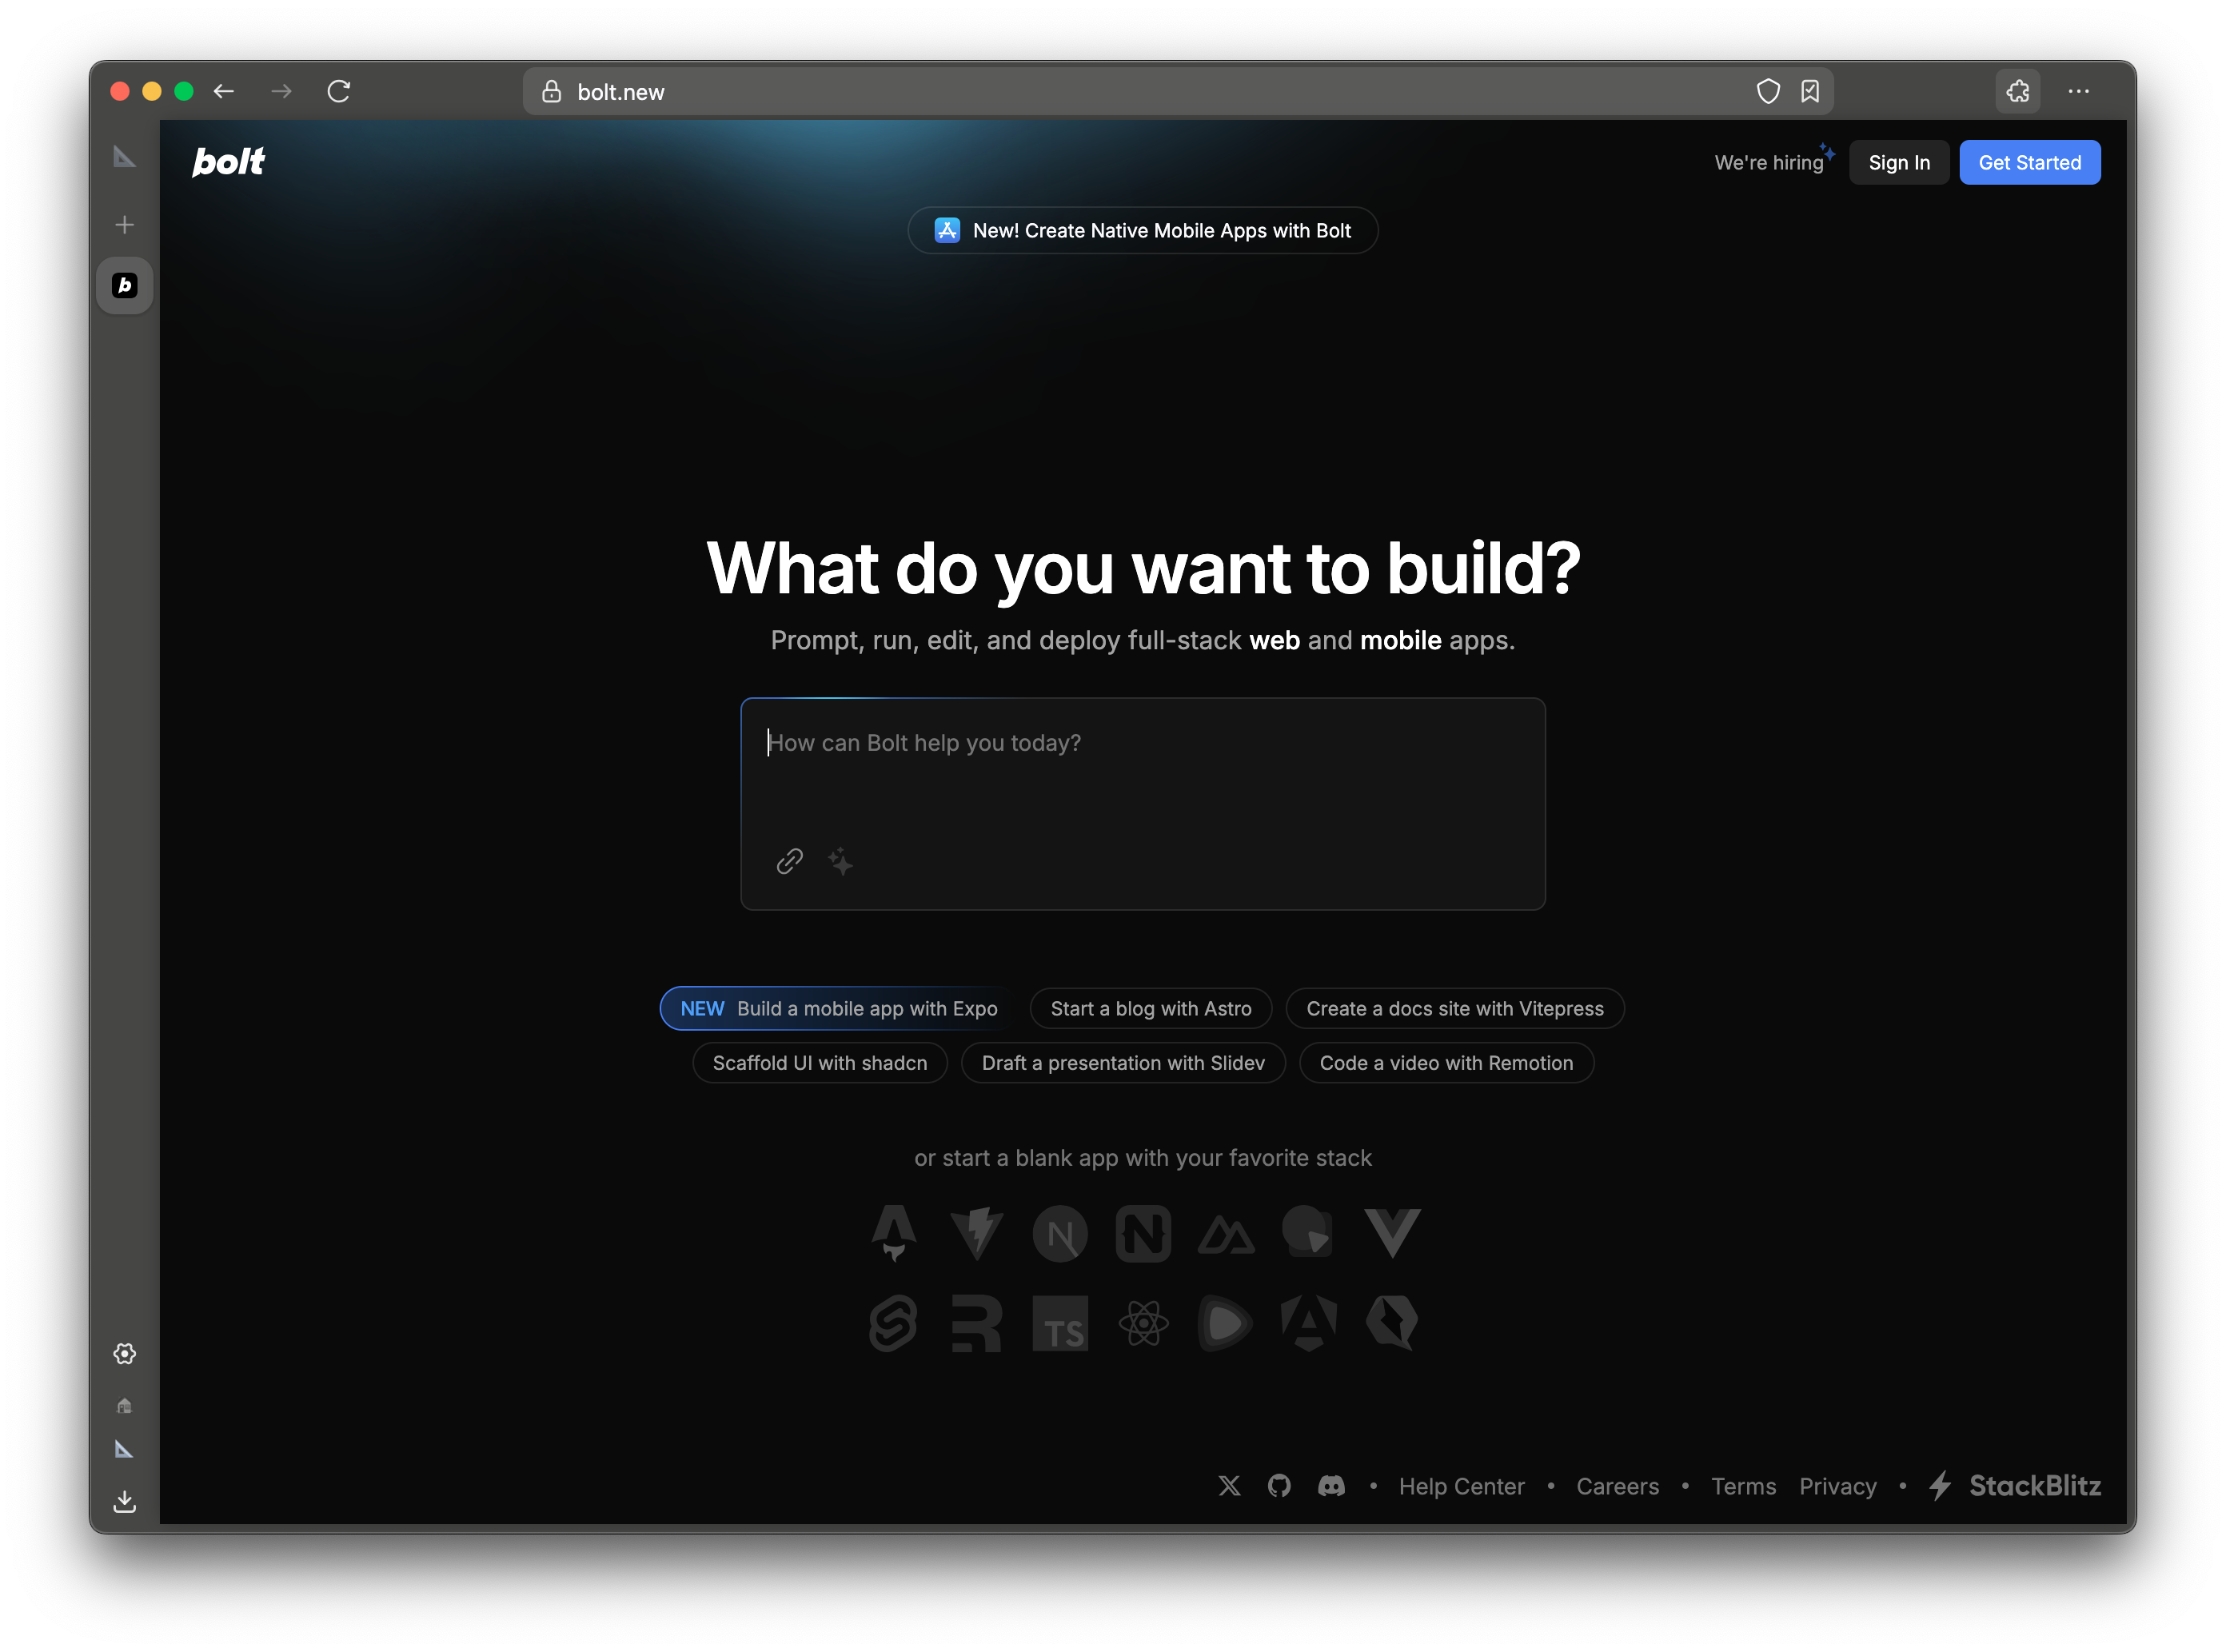 bolt.new
bolt
We're hiring
Sign In
Get Started
New! Create Native Mobile Apps with Bolt
b
What do you want to build?
Prompt, run, edit, and deploy full-stack web and mobile apps.
How can Bolt help you today?
NEW Build a mobile app with Expo
Start a blog with Astro
Create a docs site with Vitepress
Scaffold UI with shadcn
Draft a presentation with Slidev
Code a video with Remotion
or start a blank app with your favorite stack
N
N
TS
Help Center • Careers • Terms Privacy • StackBlitz